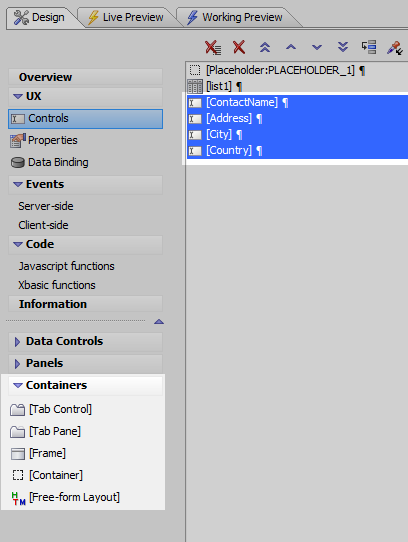 Design
Live Preview
Working Preview
Overview
UX
Controls
Properties
Data Binding
Events
Server-side
Client-side
Code
Javascript functions
Xbasic functions
Information
Data Controls
Panels
Containers
[Tab Control]
[Tab Pane]
[Frame]
[Container]
HTM [Free-form Layout]
[Placeholder:PLACEHOLDER_1] ¶
[list1] ¶
[ContactName] ¶
[Address] ¶
[City] ¶
[Country] ¶